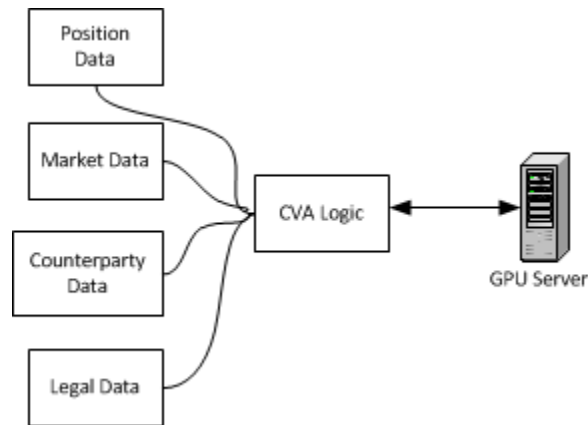 Position
Data
Market Data
CVA Logic
Counterparty
Data
GPU Server
Legal Data